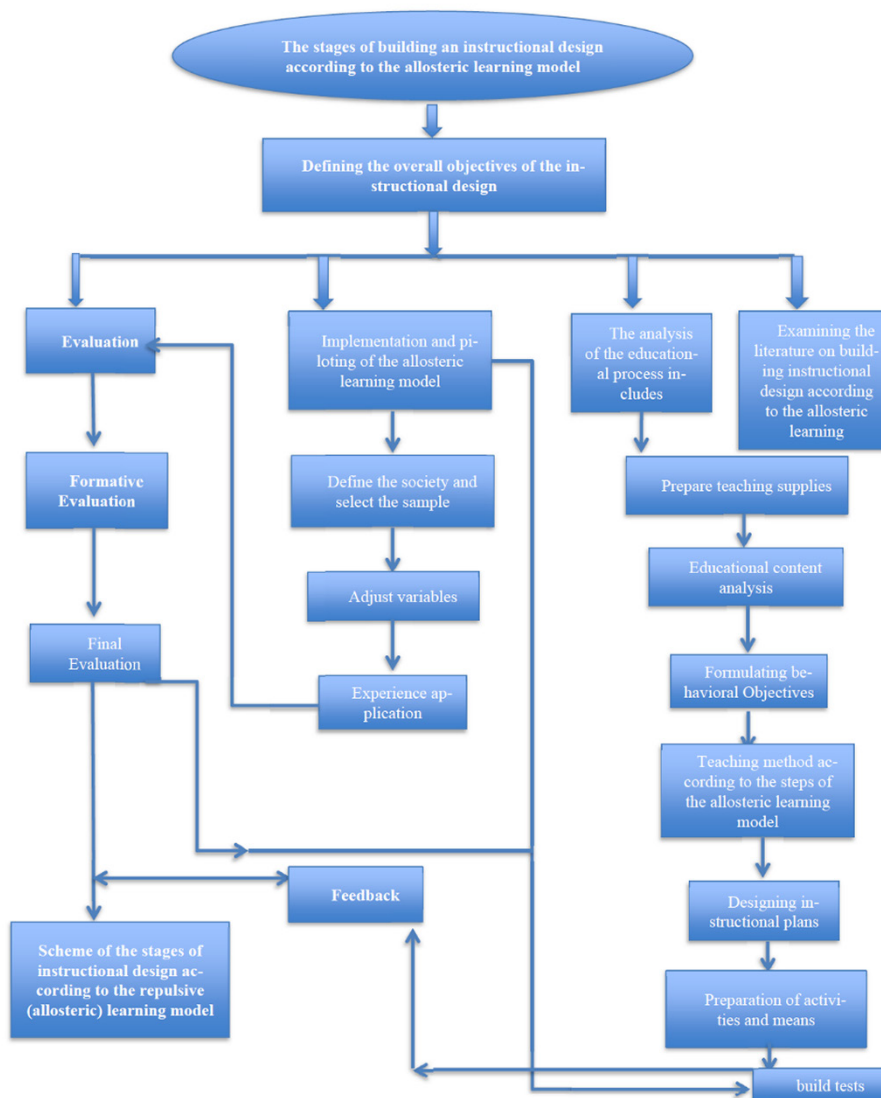 The stages of building an instructional design
according to the allosteric learning model
Defining the overall objectives of the in-
structional design
Evaluation
Implementation and pi-
loting of the allosteric
learning model
The analysis
of the education-
al process in-
cludes
Examining the
literature on build-
ing instructional
design according
to the allosteric
learning
Formative
Evaluation
Define the society and
select the sample
Prepare teaching supplies
Educational content
analysis
Adjust variables
Final
Evaluation
Experience ap-
plication
Formulating be-
havioral Objectives
Teaching method ac-
cording to the steps of
the allosteric learning
model
Feedback
Designing in-
structional plans
Scheme of the stages of
instructional design ac-
cording to the repulsive
(allosteric) learning model
Preparation of activi-
ties and means
build tests